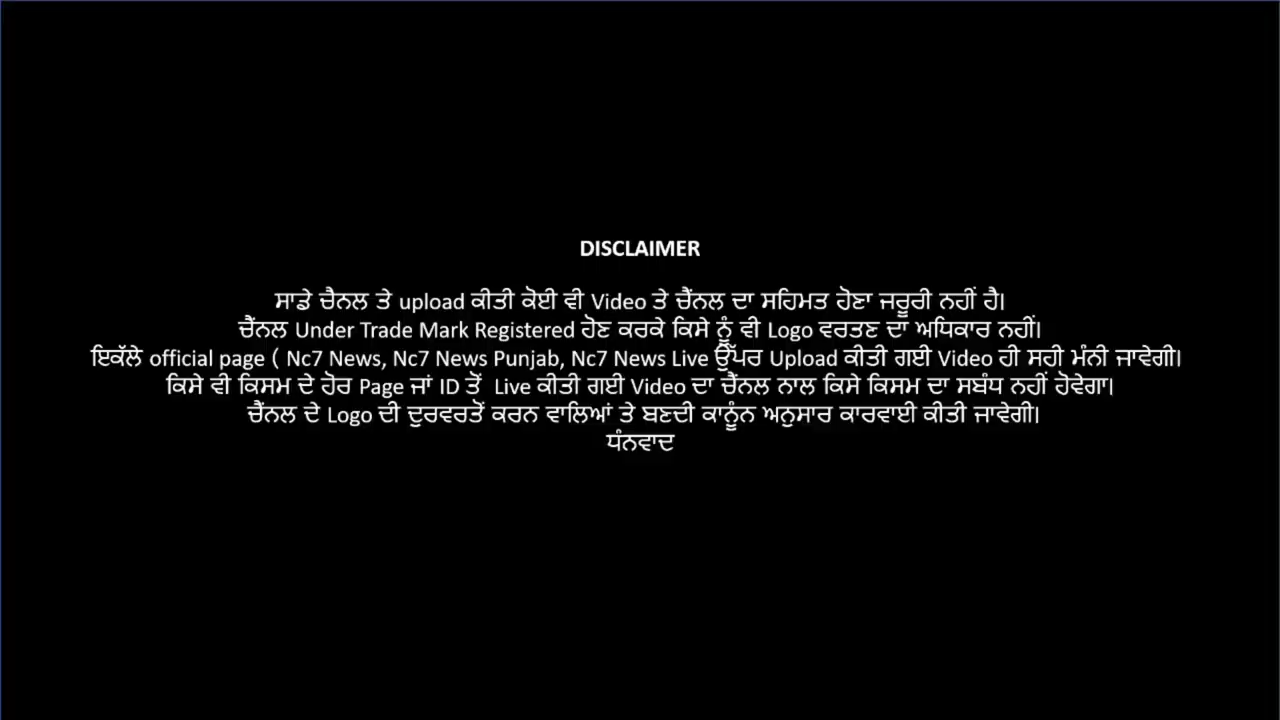 DISCLAIMER
ਸਾਡੇ ਚੈਨਲ ਤੇ upload ਕੀਤੀ ਕੋਈ ਵੀ Video ਤੇ ਚੈਂਨਲ ਦਾ ਸਹਿਮਤ ਹੋਣਾ ਜਰੂਰੀ ਨਹੀਂ ਹੈ।
ਚੈਂਨਲ Under Trade Mark Registered ਹੋਣ ਕਰਕੇ ਕਿਸੇ ਨੂੰ ਵੀ Logo ਵਰਤਣ ਦਾ ਅਧਿਕਾਰ ਨਹੀਂ।
ਇਕੱਲੇ official page ( Nc7 News, Nc7 News Punjab, Nc7 News Live ਉੱਪਰ Upload ਕੀਤੀ ਗਈ Video ਹੀ ਸਹੀ ਮੰਨੀ ਜਾਵੇਗੀ।
ਕਿਸੇ ਵੀ ਕਿਸਮ ਦੇ ਹੋਰ Page ਜਾਂ ID ਤੋਂ Live ਕੀਤੀ ਗਈ Video ਦਾ ਚੈਂਨਲ ਨਾਲ ਕਿਸੇ ਕਿਸਮ ਦਾ ਸਬੰਧ ਨਹੀਂ ਹੋਵੇਗਾ।
ਚੈਂਨਲ ਦੇ Logo ਦੀ ਦੁਰਵਰਤੋਂ ਕਰਨ ਵਾਲਿਆਂ ਤੇ ਬਣਦੀ ਕਾਨੂੰਨ ਅਨੁਸਾਰ ਕਾਰਵਾਈ ਕੀਤੀ ਜਾਵੇਗੀ।
ਧੰਨਵਾਦ